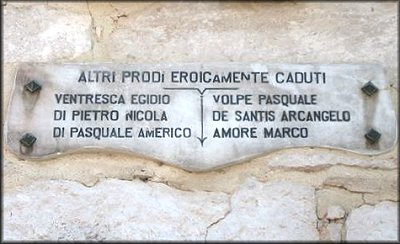 ALTRI PRODI EROICAMENTE CADUTI
VENTRESCA EGIDIO
DI PIETRO NICOLA
DI PASQUALE AMERICO
VOLPE PASQUALE
DE SANTIS ARCANGELO
AMORE MARCO